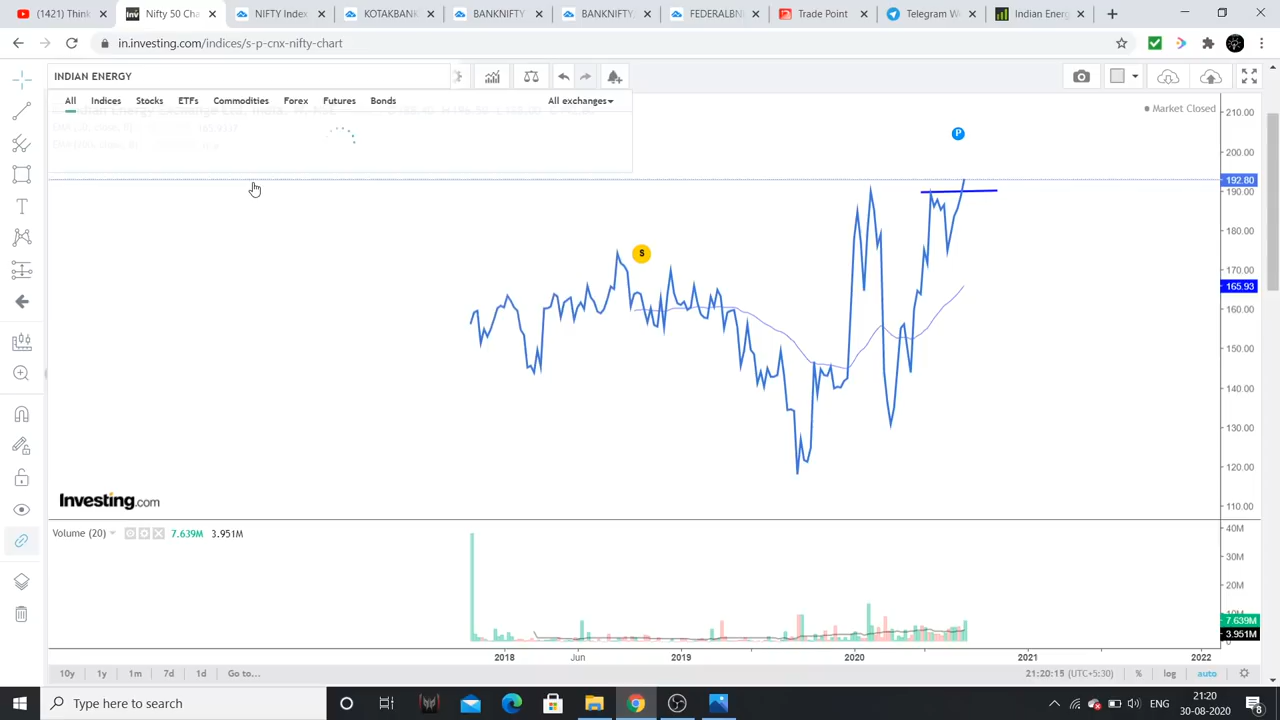 (1421) Think
Nifty 50 Cha
NIFTY Index
KOTAKBANK
BANKNIFTY
BANKNIFTY
FEDERALBN
Trade Point
Telegram W
Indian Energ
in.investing.com/indices/s-p-cnx-nifty-chart
INDIAN ENERGY
All Indices Stocks ETFs Commodities Forex Futures Bonds All exchanges
Market Closed
210.00
P
200.00
192.80
190.00
180.00
S
170.00
165.93
160.00
150.00
140.00
130.00
120.00
110.00
Investing.com
Volume (20) 7.639M 3.951M
40M
30M
20M
10M
7.639M
3.951M
2018 Jun 2019 2020 2021 2022
10y 1y 1m 7d 1d Go to... 21:20:15 (UTC+5:30) % log auto
Type here to search
ENG
21:20
30-08-2020
8